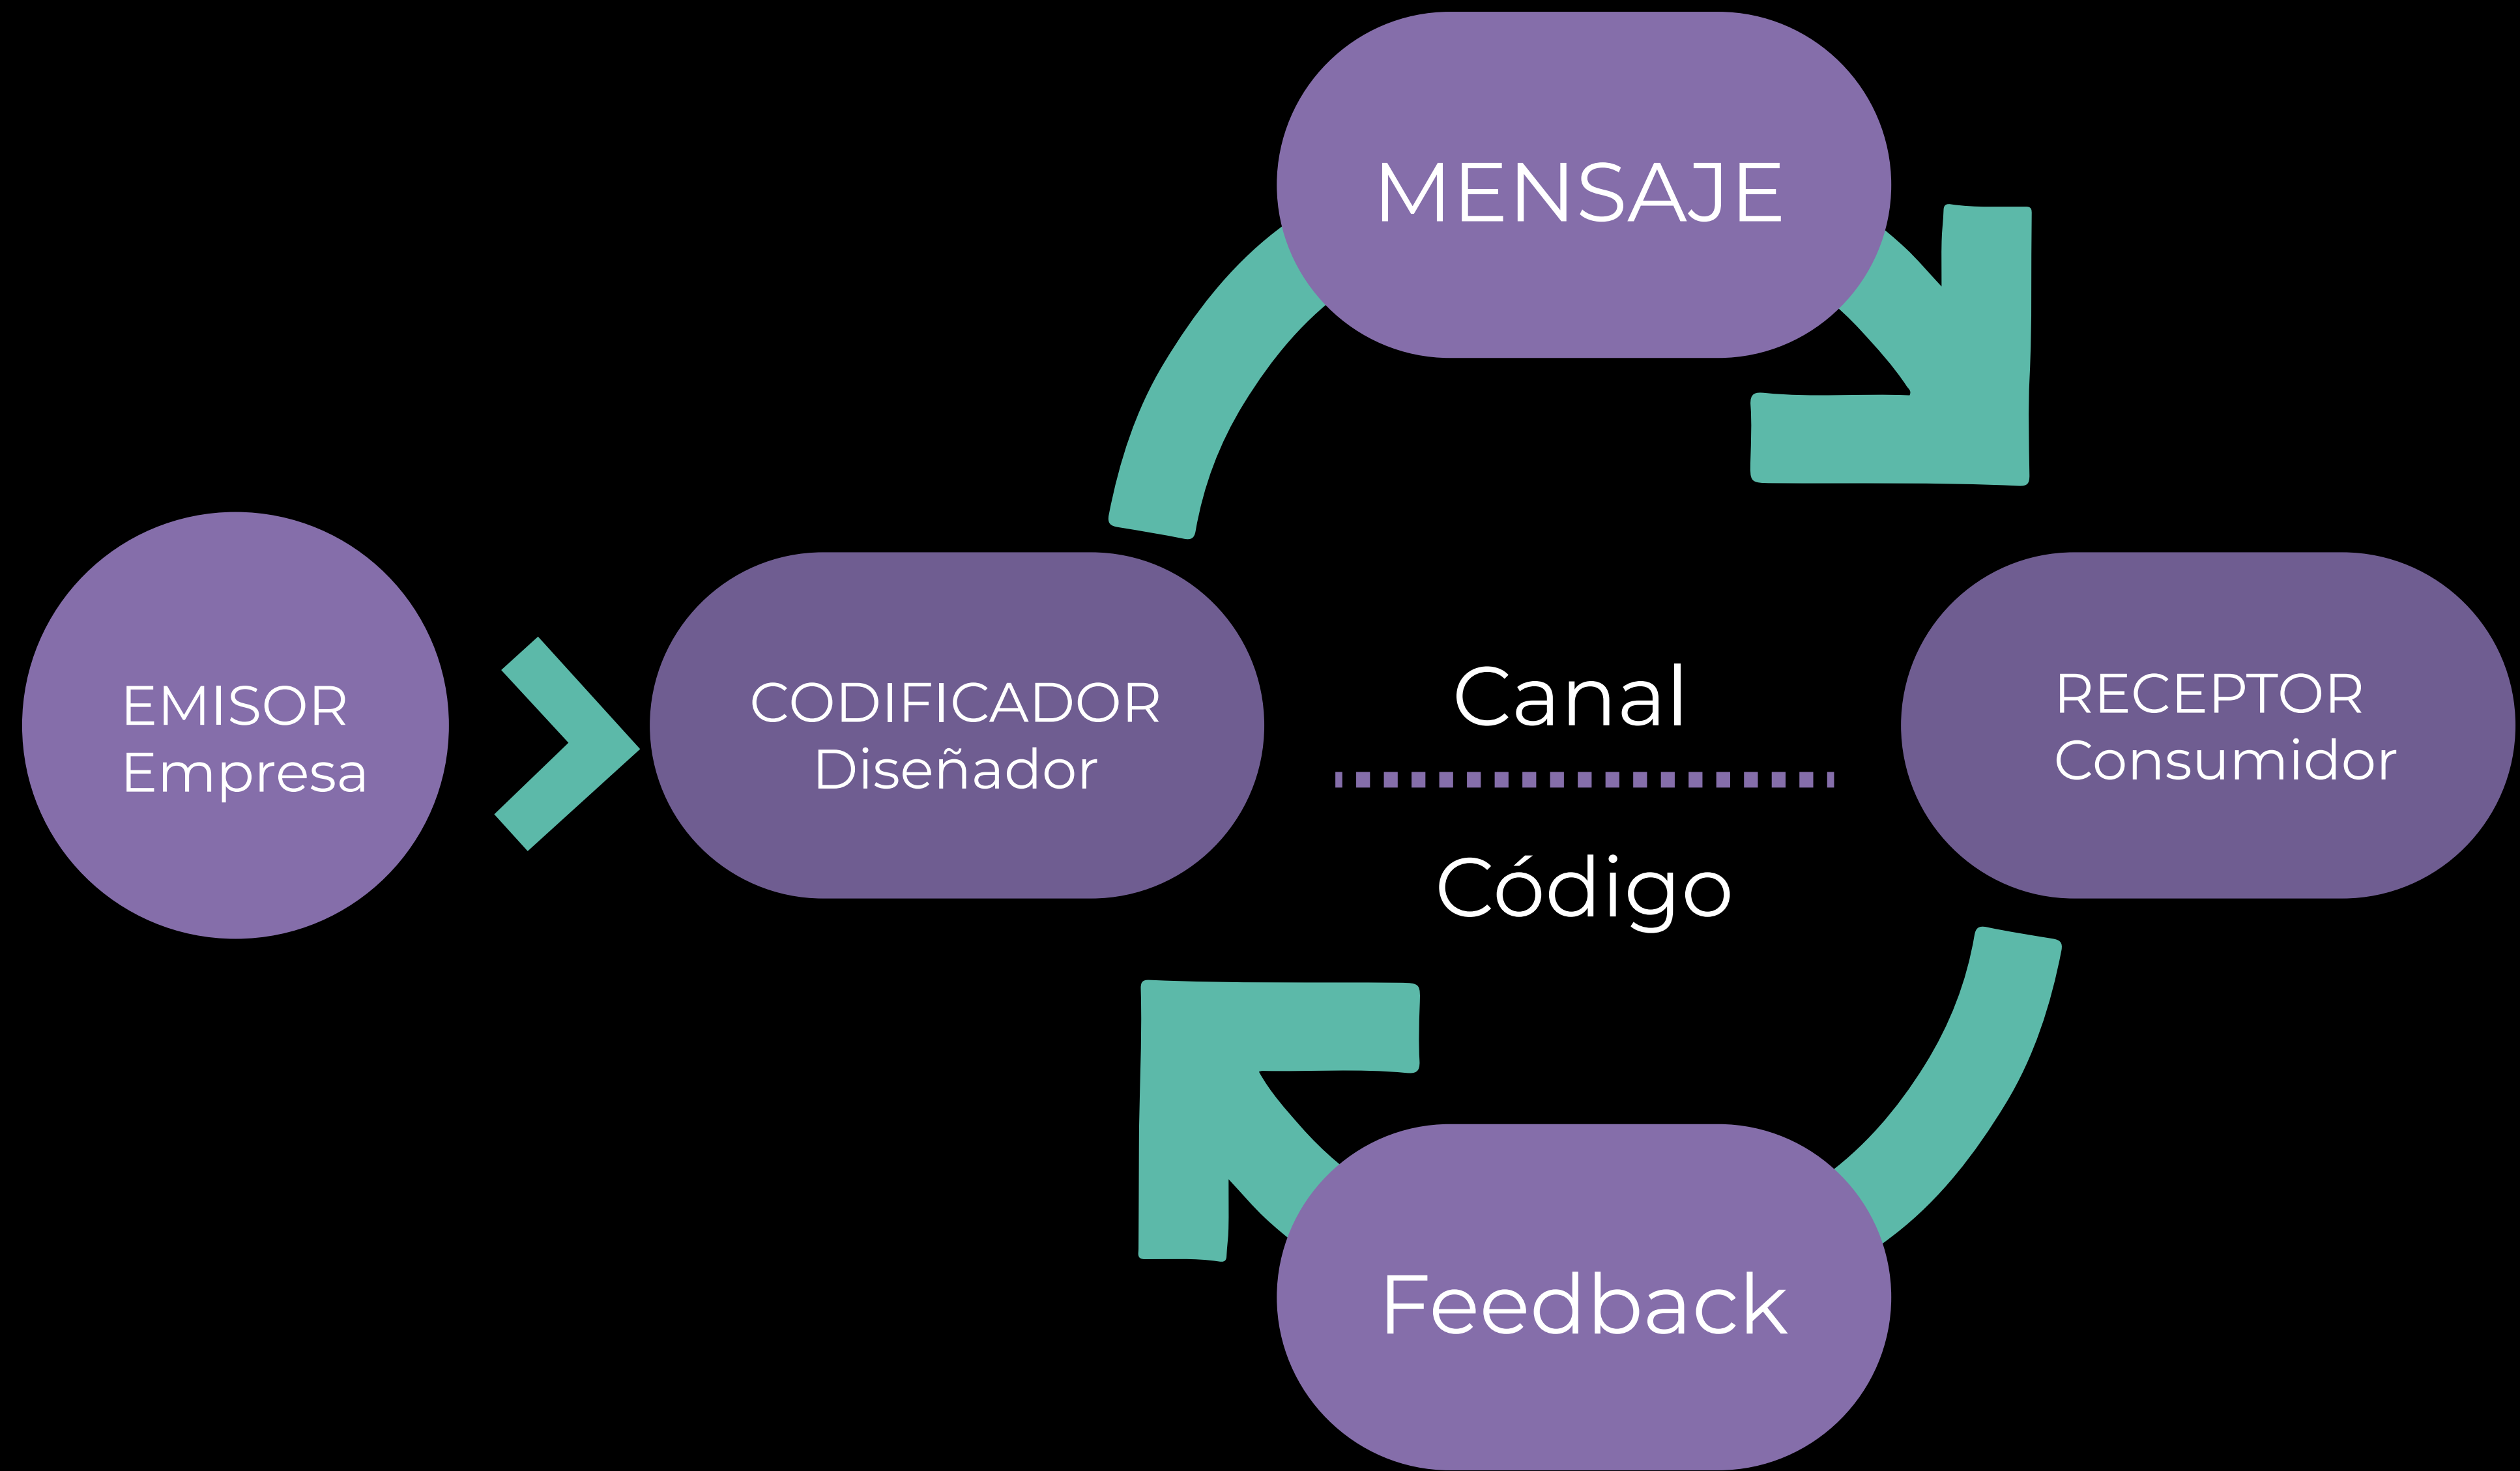 MENSAJE
EMISOR
Empresa
CODIFICADOR
Diseñador
Canal
Código
RECEPTOR
Consumidor
Feedback